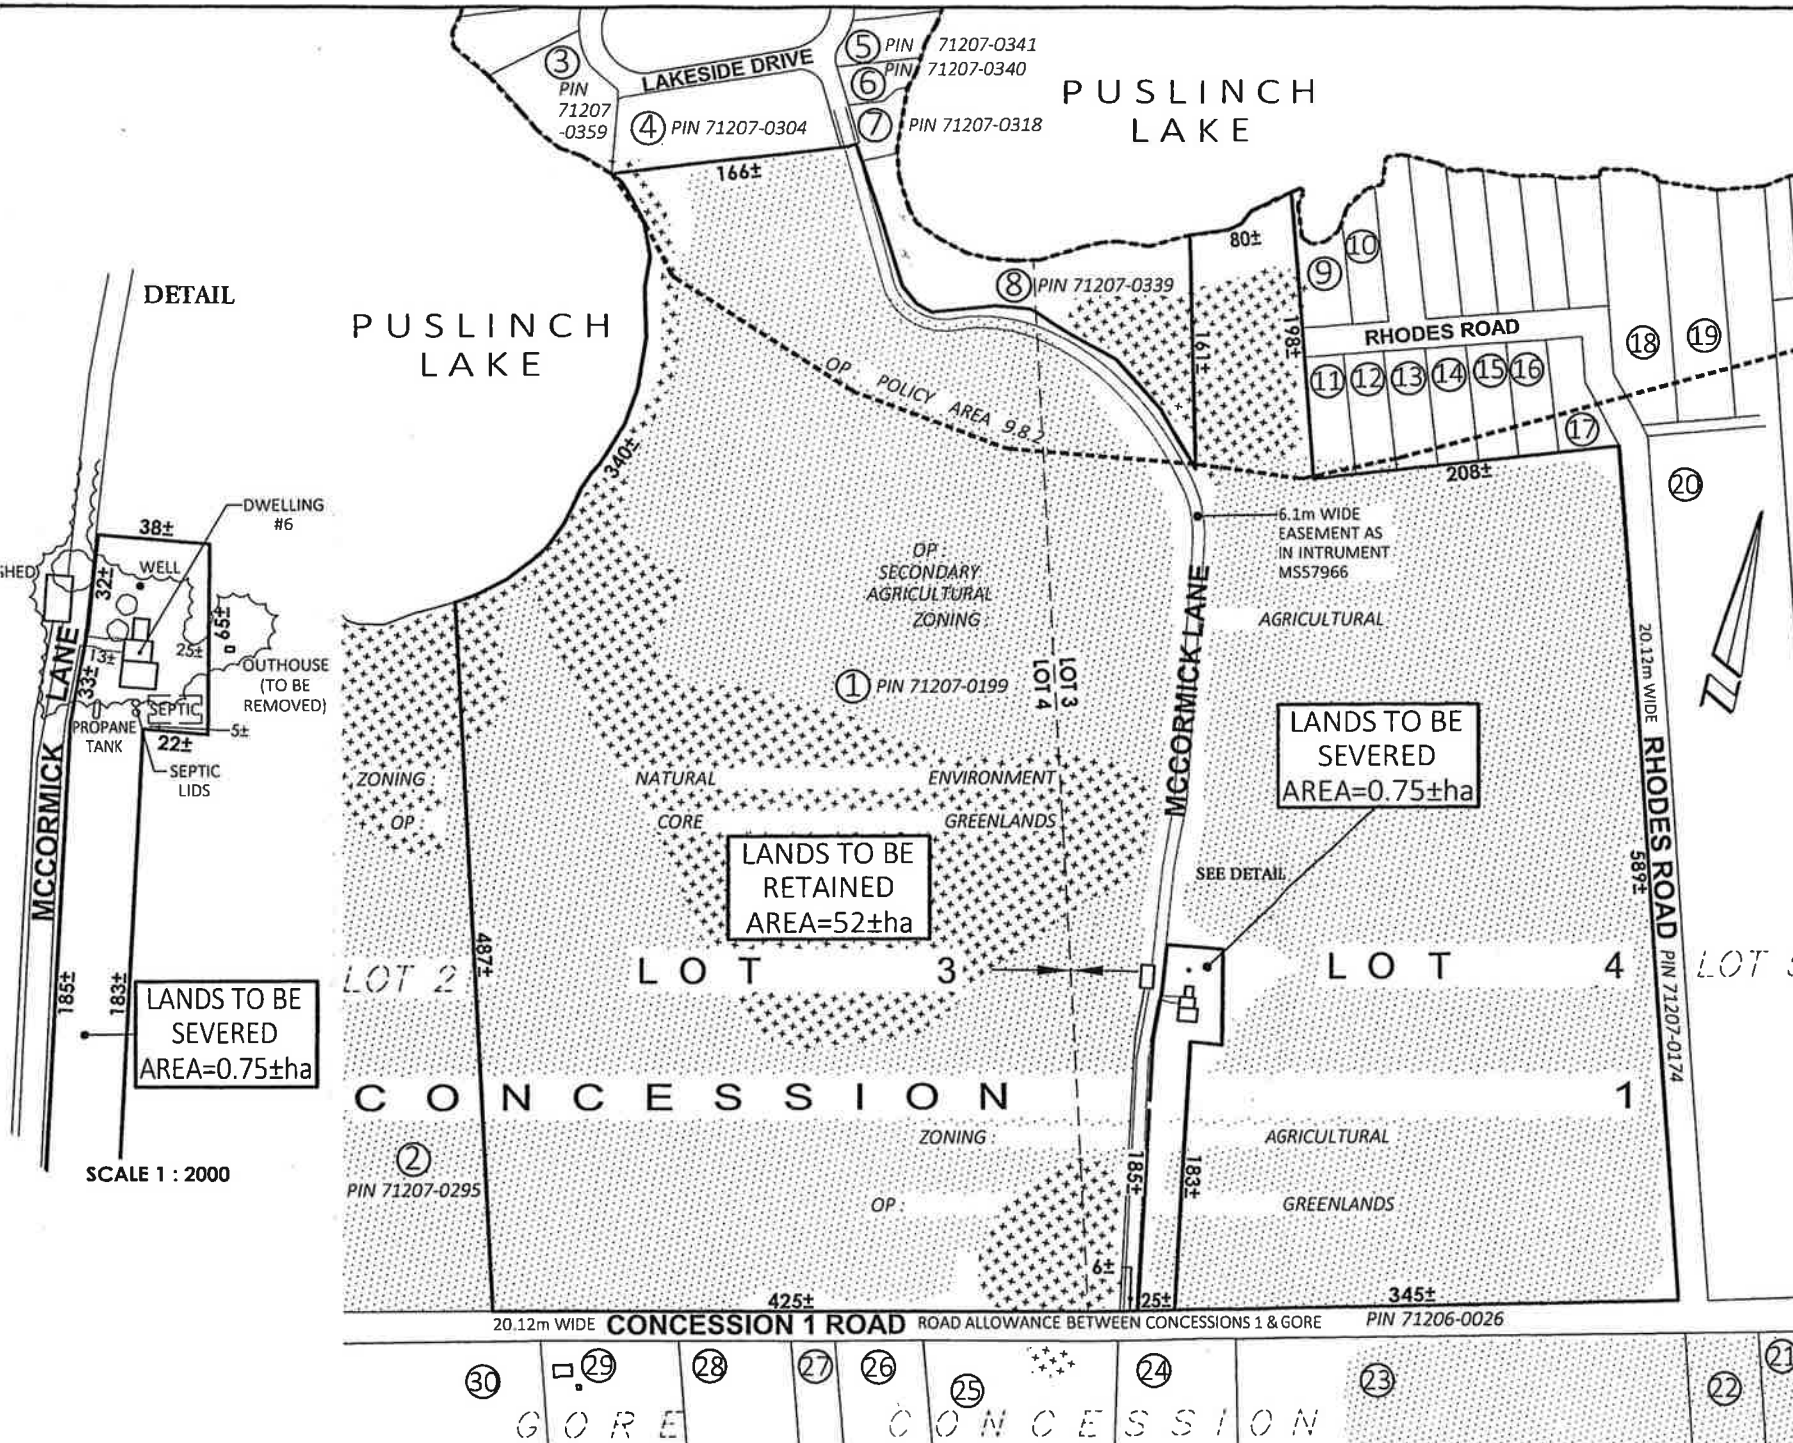 3
PIN
71207
-0359
LAKESIDE DRIVE
4 PIN 71207-0304
5 PIN 71207-0341
6 PIN 71207-0340
7 PIN 71207-0318
PUSLINCH
LAKE
166±
80±
8 PIN 71207-0339
9
10
161±
198±
RHODES ROAD
11
12
13
14
15
16
17
18
19
20
208±
DETAIL
PUSLINCH
LAKE
OP : POLICY AREA 9.8.2
340±
DWELLING
#6
38±
SHED
32±
WELL
65±
13±
25±
33±
OUTHOUSE
(TO BE
REMOVED)
SEPTIC
PROPANE
TANK
5±
22±
SEPTIC
LIDS
MCCORMICK LANE
185±
183±
LANDS TO BE
SEVERED
AREA=0.75±ha
SCALE 1 : 2000
6.1m WIDE
EASEMENT AS
IN INTRUMENT
MS57966
OP :
SECONDARY
AGRICULTURAL
ZONING :
AGRICULTURAL
1 PIN 71207-0199
LOT 3
LOT 4
MCCORMICK LANE
LANDS TO BE
SEVERED
AREA=0.75±ha
20.12m WIDE RHODES ROAD PIN 71207-0174
589±
ZONING : NATURAL ENVIRONMENT
OP : CORE GREENLANDS
LANDS TO BE
RETAINED
AREA=52±ha
SEE DETAIL
487±
LOT 2
LOT 3
LOT 4
LOT
CONCESSION 1
2
PIN 71207-0295
ZONING : AGRICULTURAL
OP : GREENLANDS
185±
183±
6±
425±
25±
345±
20.12m WIDE CONCESSION 1 ROAD ROAD ALLOWANCE BETWEEN CONCESSIONS 1 & GORE PIN 71206-0026
30
29
28
27
26
25
24
23
22
21
GORE CONCESSION